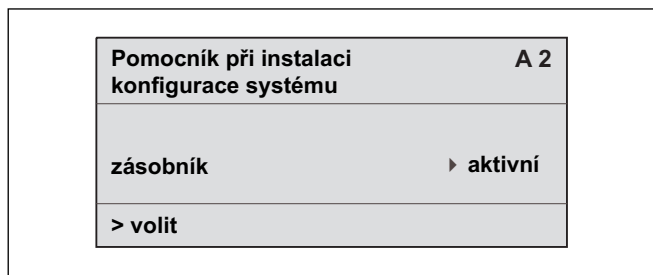 Pomocník při instalaci A 2
konfigurace systému
zásobník ▶ aktivní
> volit